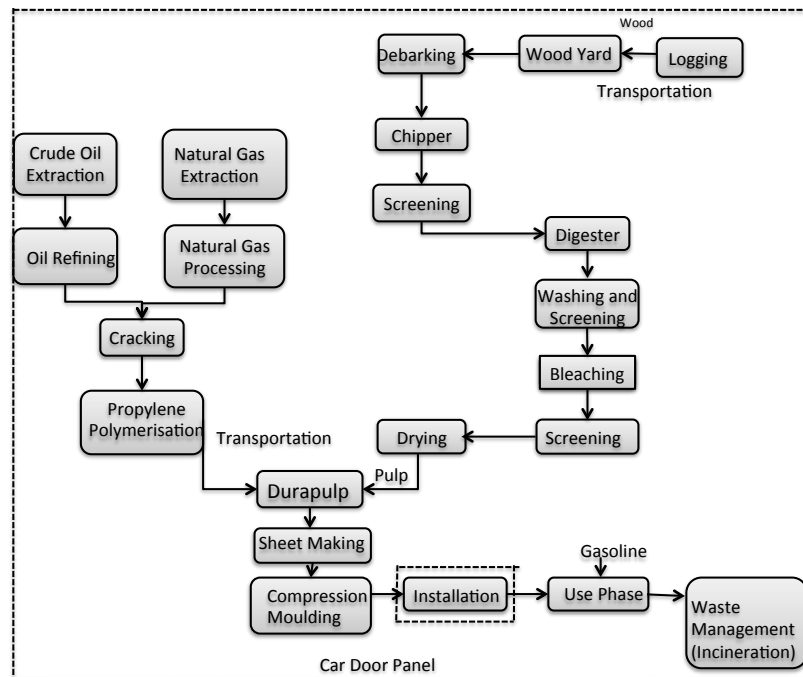 Wood
Debarking
Wood Yard
Logging
Transportation
Chipper
Crude Oil
Extraction
Natural Gas
Extraction
Screening
Digester
Oil Refining
Natural Gas
Processing
Washing and
Screening
Cracking
Bleaching
Propylene
Polymerisation
Transportation
Drying
Screening
Pulp
Durapulp
Sheet Making
Gasoline
Compression
Moulding
Installation
Use Phase
Waste
Management
(Incineration)
Car Door Panel